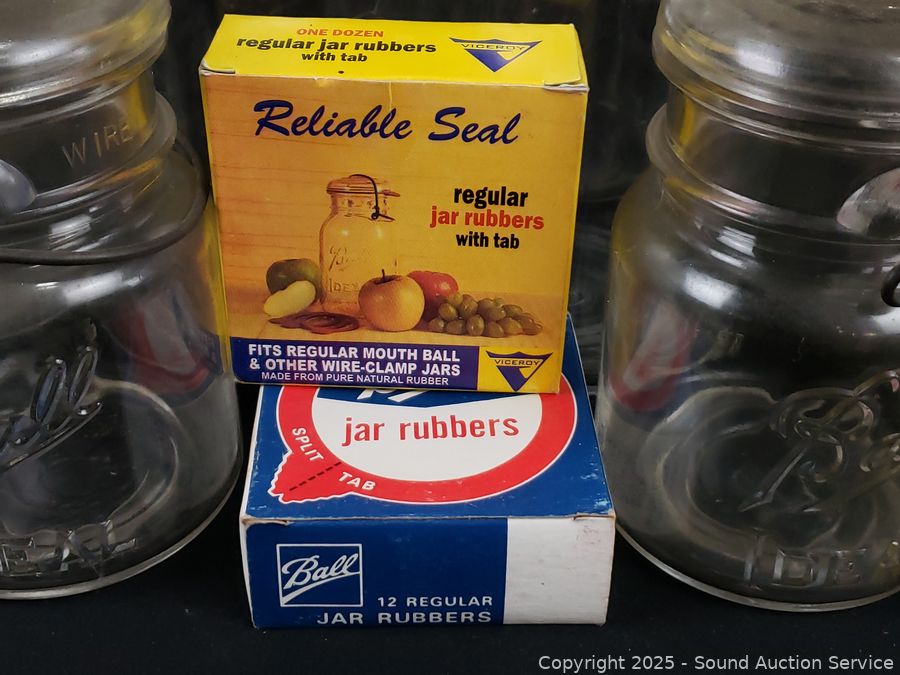 ONE DOZEN
regular jar rubbers
with tab
VICEROY
Reliable Seal
regular
jar rubbers
with tab
Ball
IDEAL
FITS REGULAR MOUTH BALL
& OTHER WIRE-CLAMP JARS
MADE FROM PURE NATURAL RUBBER
VICEROY
jar rubbers
SPLIT TAB
Ball
12 REGULAR
JAR RUBBERS
WIRE
Copyright 2025 - Sound Auction Service